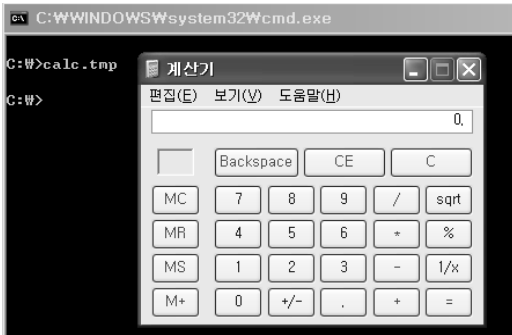 C:₩WINDOWS₩system32₩cmd.exe
C:₩>calc.tmp
C:₩>
계산기
편집(E) 보기(V) 도움말(H)
0.
Backspace CE C
MC 7 8 9 / sqrt
MR 4 5 6 * %
MS 1 2 3 - 1/x
M+ 0 +/- . + =